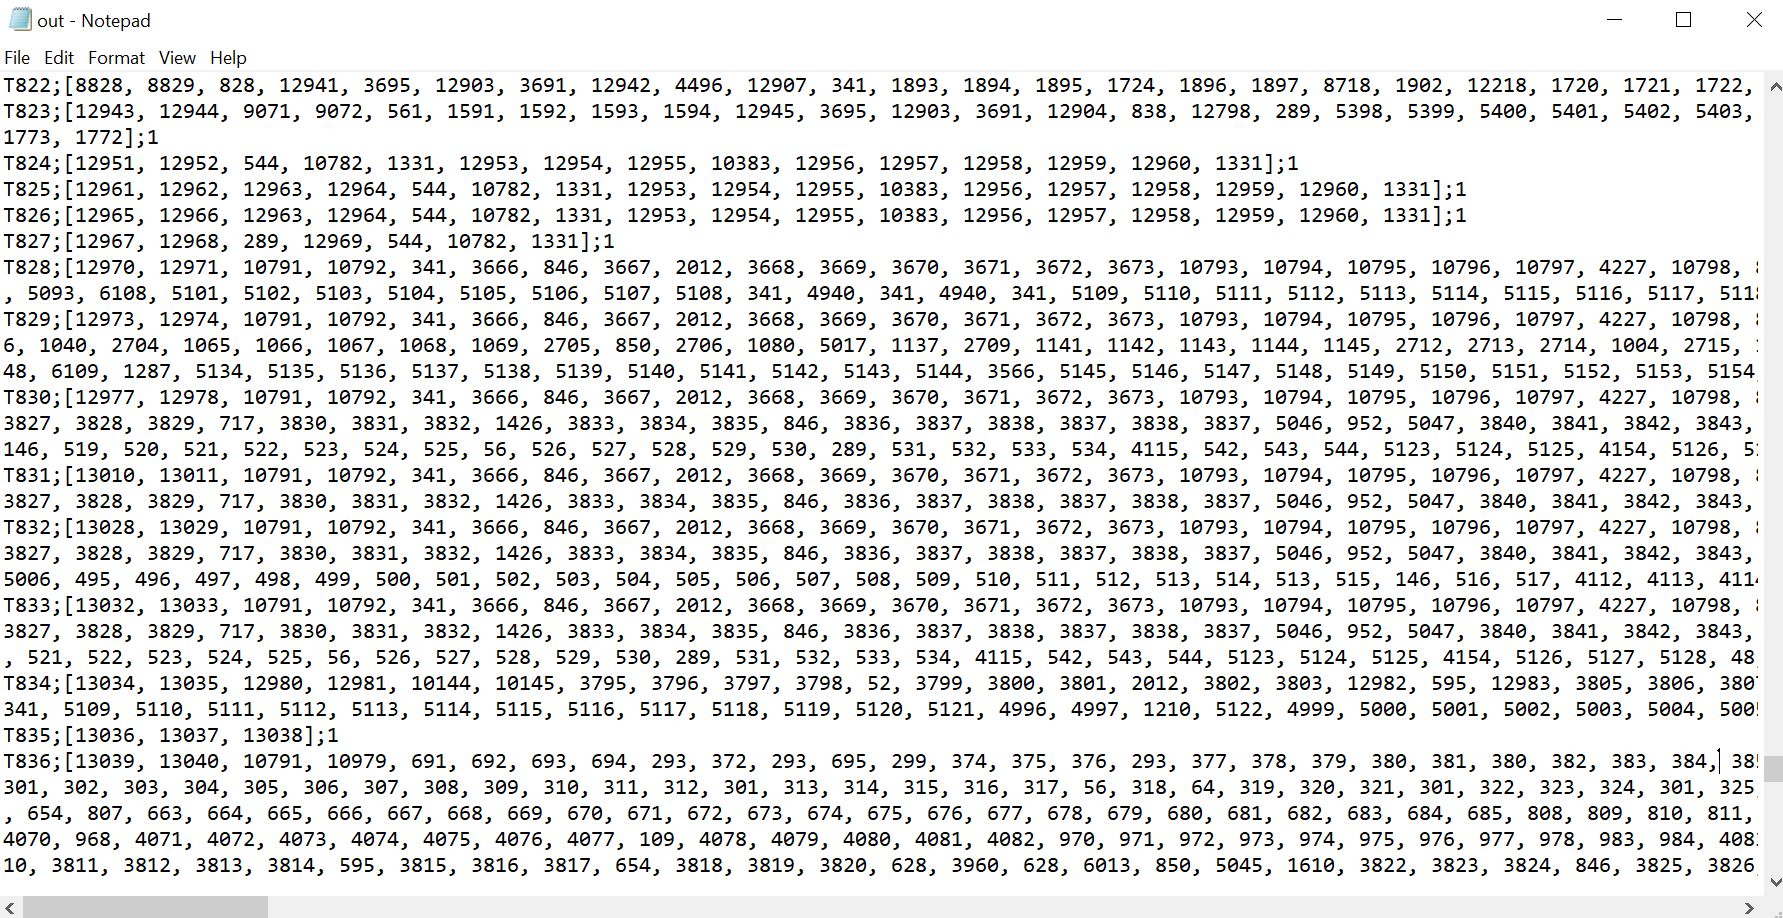 out - Notepad
File Edit Format View Help
T822;[8828, 8829, 828, 12941, 3695, 12903, 3691, 12942, 4496, 12907, 341, 1893, 1894, 1895, 1724, 1896, 1897, 8718, 1902, 12218, 1720, 1721, 1722,
T823;[12943, 12944, 9071, 9072, 561, 1591, 1592, 1593, 1594, 12945, 3695, 12903, 3691, 12904, 838, 12798, 289, 5398, 5399, 5400, 5401, 5402, 5403,
1773, 1772];1
T824;[12951, 12952, 544, 10782, 1331, 12953, 12954, 12955, 10383, 12956, 12957, 12958, 12959, 12960, 1331];1
T825;[12961, 12962, 12963, 12964, 544, 10782, 1331, 12953, 12954, 12955, 10383, 12956, 12957, 12958, 12959, 12960, 1331];1
T826;[12965, 12966, 12963, 12964, 544, 10782, 1331, 12953, 12954, 12955, 10383, 12956, 12957, 12958, 12959, 12960, 1331];1
T827;[12967, 12968, 289, 12969, 544, 10782, 1331];1
T828;[12970, 12971, 10791, 10792, 341, 3666, 846, 3667, 2012, 3668, 3669, 3670, 3671, 3672, 3673, 10793, 10794, 10795, 10796, 10797, 4227, 10798,
, 5093, 6108, 5101, 5102, 5103, 5104, 5105, 5106, 5107, 5108, 341, 4940, 341, 4940, 341, 5109, 5110, 5111, 5112, 5113, 5114, 5115, 5116, 5117, 5118
T829;[12973, 12974, 10791, 10792, 341, 3666, 846, 3667, 2012, 3668, 3669, 3670, 3671, 3672, 3673, 10793, 10794, 10795, 10796, 10797, 4227, 10798,
6, 1040, 2704, 1065, 1066, 1067, 1068, 1069, 2705, 850, 2706, 1080, 5017, 1137, 2709, 1141, 1142, 1143, 1144, 1145, 2712, 2713, 2714, 1004, 2715,
48, 6109, 1287, 5134, 5135, 5136, 5137, 5138, 5139, 5140, 5141, 5142, 5143, 5144, 3566, 5145, 5146, 5147, 5148, 5149, 5150, 5151, 5152, 5153, 5154,
T830;[12977, 12978, 10791, 10792, 341, 3666, 846, 3667, 2012, 3668, 3669, 3670, 3671, 3672, 3673, 10793, 10794, 10795, 10796, 10797, 4227, 10798,
3827, 3828, 3829, 717, 3830, 3831, 3832, 1426, 3833, 3834, 3835, 846, 3836, 3837, 3838, 3837, 3838, 3837, 5046, 952, 5047, 3840, 3841, 3842, 3843,
146, 519, 520, 521, 522, 523, 524, 525, 56, 526, 527, 528, 529, 530, 289, 531, 532, 533, 534, 4115, 542, 543, 544, 5123, 5124, 5125, 4154, 5126,
T831;[13010, 13011, 10791, 10792, 341, 3666, 846, 3667, 2012, 3668, 3669, 3670, 3671, 3672, 3673, 10793, 10794, 10795, 10796, 10797, 4227, 10798,
3827, 3828, 3829, 717, 3830, 3831, 3832, 1426, 3833, 3834, 3835, 846, 3836, 3837, 3838, 3837, 3838, 3837, 5046, 952, 5047, 3840, 3841, 3842, 3843,
T832;[13028, 13029, 10791, 10792, 341, 3666, 846, 3667, 2012, 3668, 3669, 3670, 3671, 3672, 3673, 10793, 10794, 10795, 10796, 10797, 4227, 10798,
3827, 3828, 3829, 717, 3830, 3831, 3832, 1426, 3833, 3834, 3835, 846, 3836, 3837, 3838, 3837, 3838, 3837, 5046, 952, 5047, 3840, 3841, 3842, 3843,
5006, 495, 496, 497, 498, 499, 500, 501, 502, 503, 504, 505, 506, 507, 508, 509, 510, 511, 512, 513, 514, 513, 515, 146, 516, 517, 4112, 4113, 4114
T833;[13032, 13033, 10791, 10792, 341, 3666, 846, 3667, 2012, 3668, 3669, 3670, 3671, 3672, 3673, 10793, 10794, 10795, 10796, 10797, 4227, 10798,
3827, 3828, 3829, 717, 3830, 3831, 3832, 1426, 3833, 3834, 3835, 846, 3836, 3837, 3838, 3837, 3838, 3837, 5046, 952, 5047, 3840, 3841, 3842, 3843,
, 521, 522, 523, 524, 525, 56, 526, 527, 528, 529, 530, 289, 531, 532, 533, 534, 4115, 542, 543, 544, 5123, 5124, 5125, 4154, 5126, 5127, 5128, 48,
T834;[13034, 13035, 12980, 12981, 10144, 10145, 3795, 3796, 3797, 3798, 52, 3799, 3800, 3801, 2012, 3802, 3803, 12982, 595, 12983, 3805, 3806, 3807
341, 5109, 5110, 5111, 5112, 5113, 5114, 5115, 5116, 5117, 5118, 5119, 5120, 5121, 4996, 4997, 1210, 5122, 4999, 5000, 5001, 5002, 5003, 5004, 5005
T835;[13036, 13037, 13038];1
T836;[13039, 13040, 10791, 10979, 691, 692, 693, 694, 293, 372, 293, 695, 299, 374, 375, 376, 293, 377, 378, 379, 380, 381, 380, 382, 383, 384, 385
301, 302, 303, 304, 305, 306, 307, 308, 309, 310, 311, 312, 301, 313, 314, 315, 316, 317, 56, 318, 64, 319, 320, 321, 301, 322, 323, 324, 301, 325,
, 654, 807, 663, 664, 665, 666, 667, 668, 669, 670, 671, 672, 673, 674, 675, 676, 677, 678, 679, 680, 681, 682, 683, 684, 685, 808, 809, 810, 811,
4070, 968, 4071, 4072, 4073, 4074, 4075, 4076, 4077, 109, 4078, 4079, 4080, 4081, 4082, 970, 971, 972, 973, 974, 975, 976, 977, 978, 983, 984,
10, 3811, 3812, 3813, 3814, 595, 3815, 3816, 3817, 654, 3818, 3819, 3820, 628, 3960, 628, 6013, 850, 5045, 1610, 3822, 3823, 3824, 846, 3825, 3826,